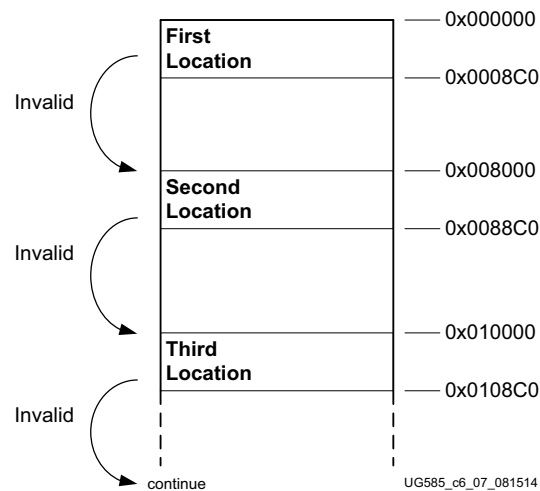 0x000000
First
Location
0x0008C0
Invalid
0x008000
Second
Location
0x0088C0
Invalid
0x010000
Third
Location
0x0108C0
Invalid
continue
UG585_c6_07_081514